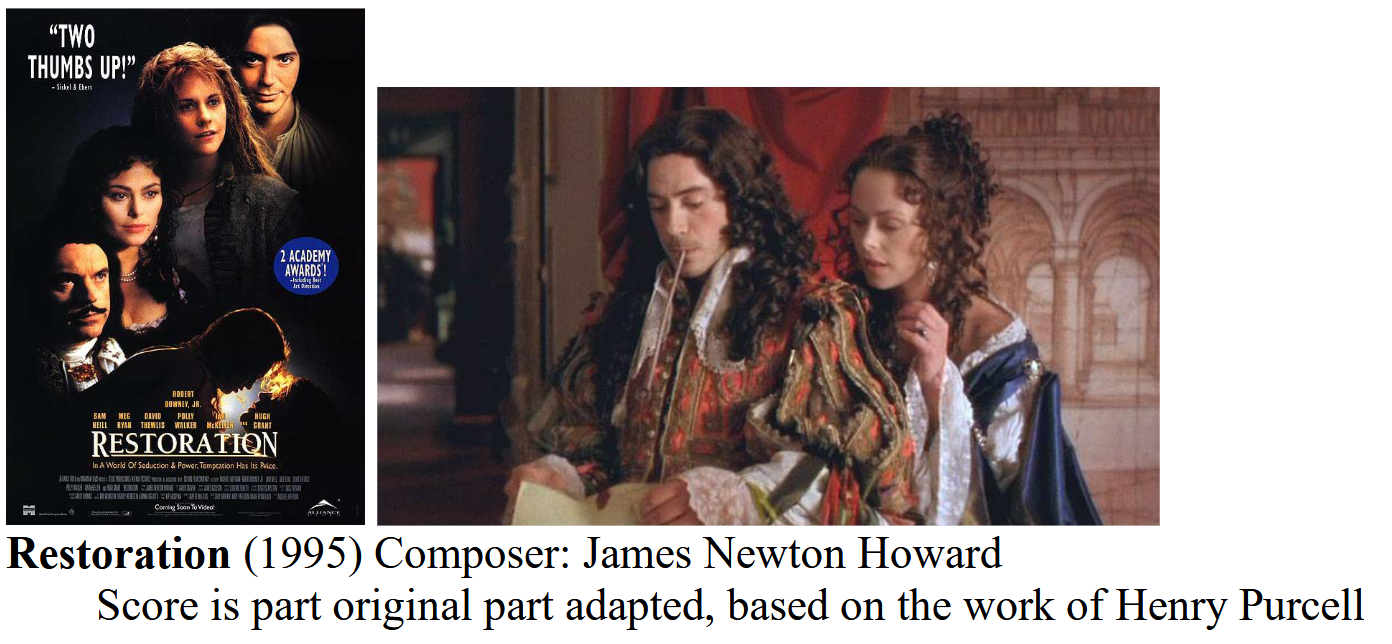 “TWO
THUMBS UP!”
- Siskel & Ebert
2 ACADEMY
AWARDS!
-Including Best
Art Direction
ROBERT
DOWNEY, JR.
SAM MEG DAVID POLLY IAN HUGH
NEILL RYAN THEWLIS WALKER McKELLEN AND GRANT
RESTORATION
In A World Of Seduction & Power, Temptation Has Its Price.
Coming Soon To Video!
ALLIANCE
Restoration (1995) Composer: James Newton Howard
Score is part original part adapted, based on the work of Henry Purcell